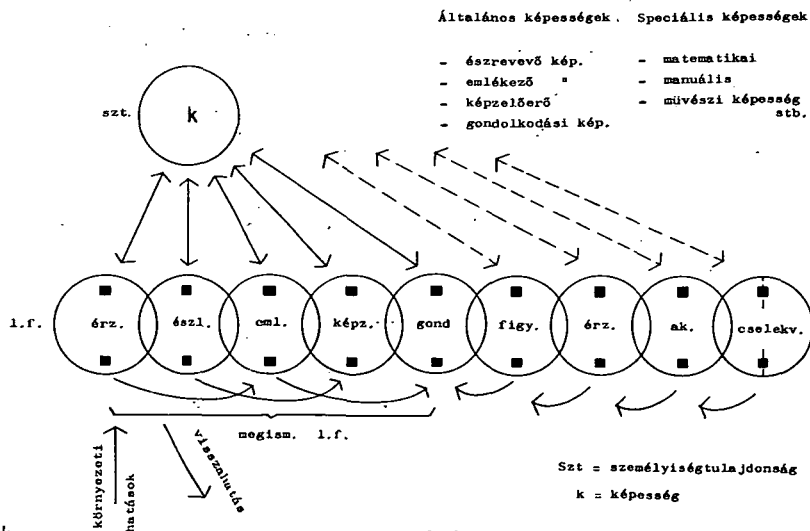 Általános képességek. Speciális képességek
- észrevevő kép. - matematikai
- emlékező " - manuális
- képzelőerő - művészi képesség
- gondolkodási kép. stb.
szt. k
l.f. érz. észl. eml. képz. gond figy. érz. ak. cselekv.
megism. l.f.
környezeti
hatások
visszahatás
Szt = személyiségtulajdonság
k = képesség